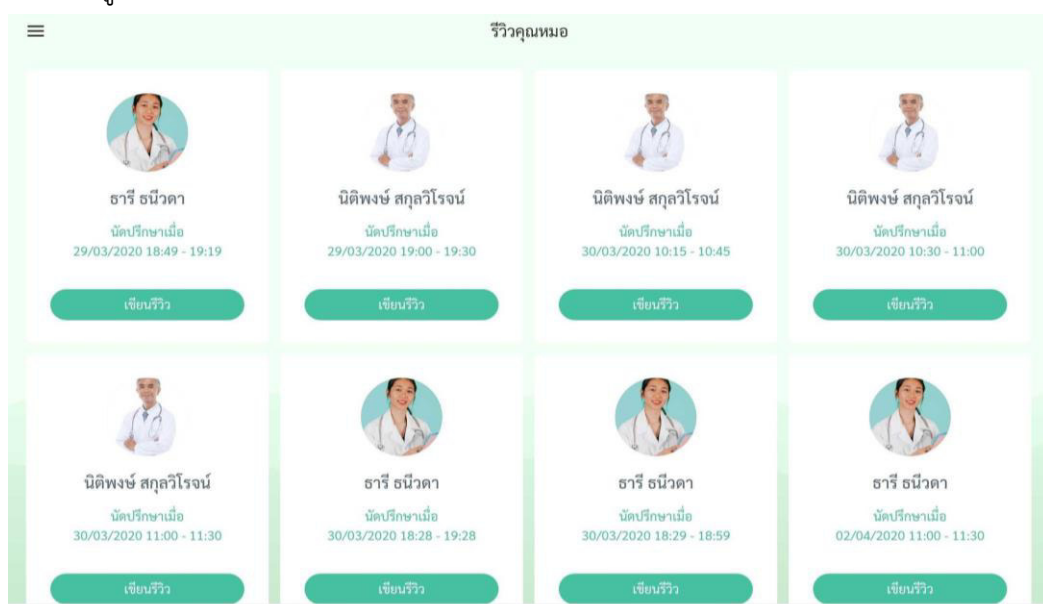 รีวิวคุณหมอ
ธารี ธนีวดา
นัดปรึกษาเมื่อ
29/03/2020 18:49 - 19:19
เขียนรีวิว
นิติพงษ์ สกุลวิโรจน์
นัดปรึกษาเมื่อ
29/03/2020 19:00 - 19:30
เขียนรีวิว
นิติพงษ์ สกุลวิโรจน์
นัดปรึกษาเมื่อ
30/03/2020 10:15 - 10:45
เขียนรีวิว
นิติพงษ์ สกุลวิโรจน์
นัดปรึกษาเมื่อ
30/03/2020 10:30 - 11:00
เขียนรีวิว
นิติพงษ์ สกุลวิโรจน์
นัดปรึกษาเมื่อ
30/03/2020 11:00 - 11:30
เขียนรีวิว
ธารี ธนีวดา
นัดปรึกษาเมื่อ
30/03/2020 18:28 - 19:28
เขียนรีวิว
ธารี ธนีวดา
นัดปรึกษาเมื่อ
30/03/2020 18:29 - 18:59
เขียนรีวิว
ธารี ธนีวดา
นัดปรึกษาเมื่อ
02/04/2020 11:00 - 11:30
เขียนรีวิว